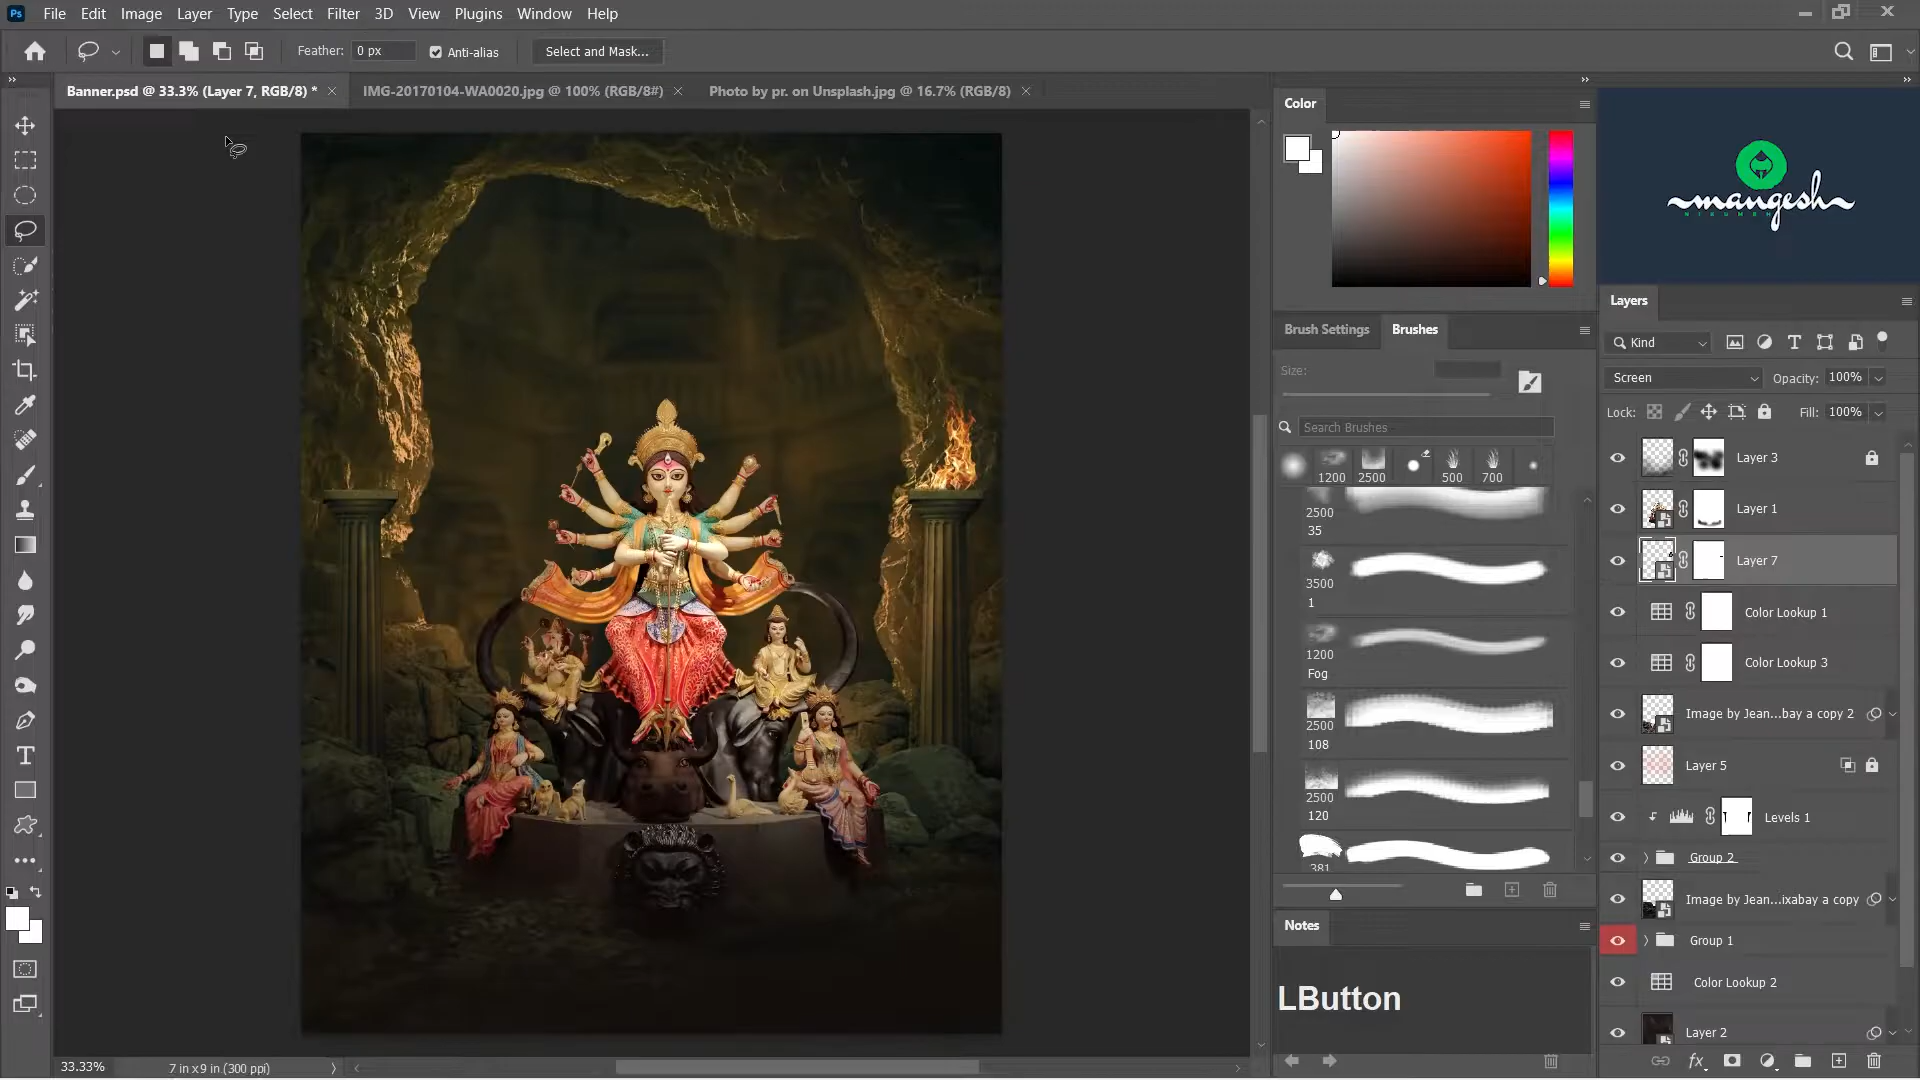 Ps File Edit Image Layer Type Select Filter 3D View Plugins Window Help
Feather: 0 px Anti-alias Select and Mask...
Banner.psd @ 33.3% (Layer 7, RGB/8) * IMG-20170104-WA0020.jpg @ 100% (RGB/8#) Photo by pr. on Unsplash.jpg @ 16.7% (RGB/8)
Color
mangesh
Layers
Brush Settings Brushes
Kind
Size:
Screen Opacity: 100%
Lock: Fill: 100%
Search Brushes
1200 2500 500 700
2500
35
3500
1
1200
Fog
2500
108
2500
120
381
Layer 3
Layer 1
Layer 7
Color Lookup 1
Color Lookup 3
Image by Jean...bay a copy 2
Layer 5
Levels 1
Group 2
Image by Jean...ixabay a copy
Group 1
Color Lookup 2
Layer 2
fx
Notes
LButton
33.33% 7 in x 9 in (300 ppi)